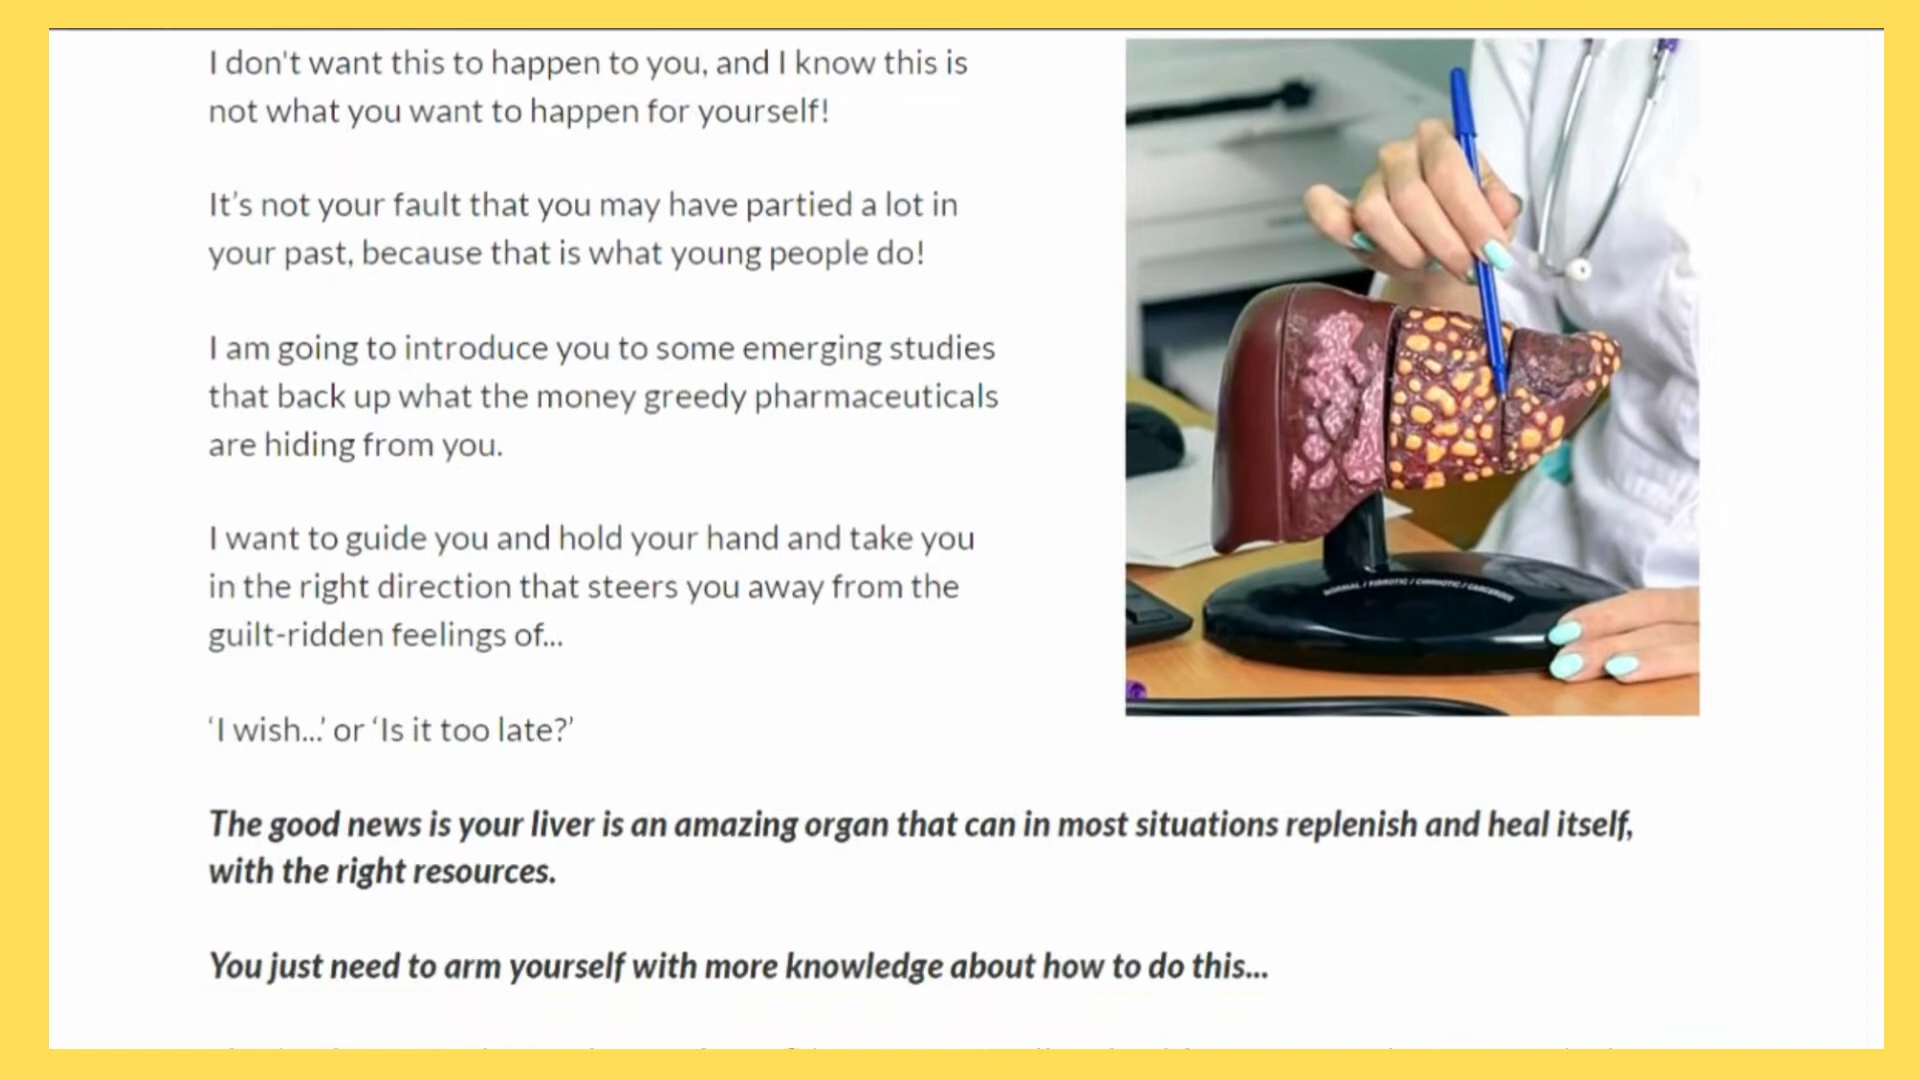 I don't want this to happen to you, and I know this is
not what you want to happen for yourself!
It’s not your fault that you may have partied a lot in
your past, because that is what young people do!
I am going to introduce you to some emerging studies
that back up what the money greedy pharmaceuticals
are hiding from you.
I want to guide you and hold your hand and take you
in the right direction that steers you away from the
guilt-ridden feelings of...
‘I wish...’ or ‘Is it too late?’
The good news is your liver is an amazing organ that can in most situations replenish and heal itself,
with the right resources.
You just need to arm yourself with more knowledge about how to do this...
NORMAL / FIBROTIC / CIRRHOTIC / CANCEROUS